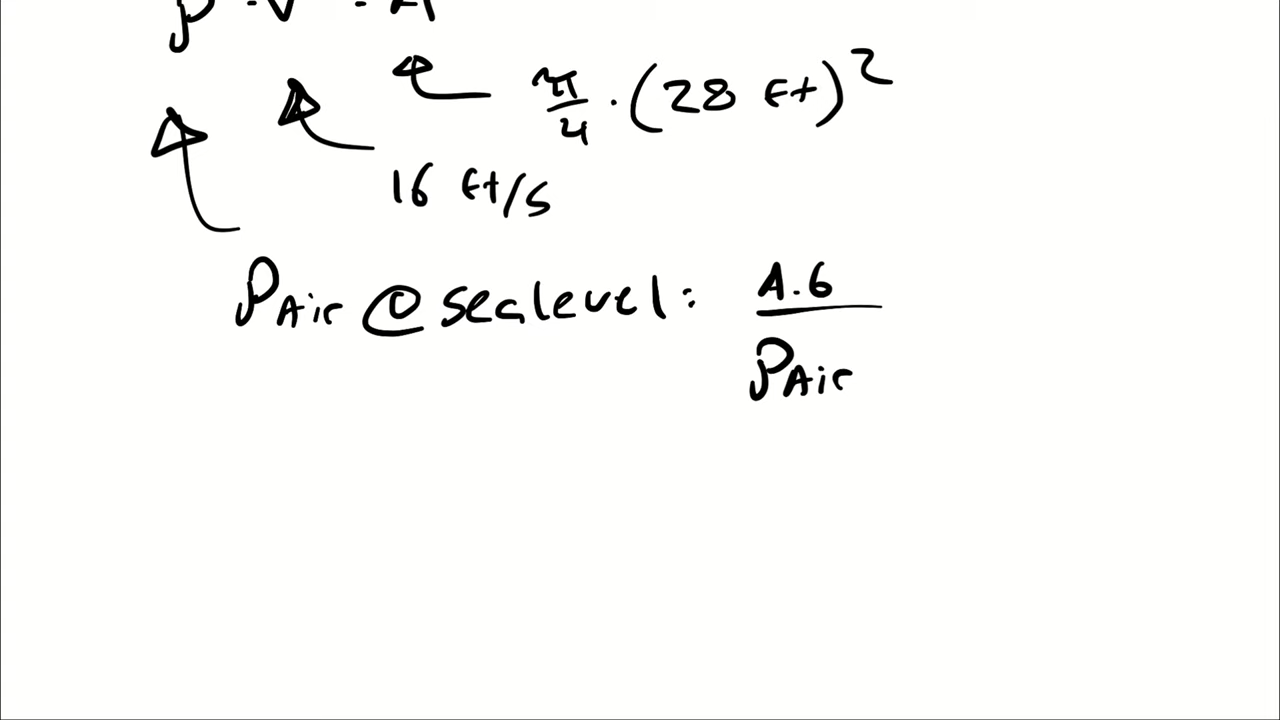 ρ · V · A
π/4 · (28 ft)²
16 ft/s
ρAir @ sealevel: A.6 / ρAir